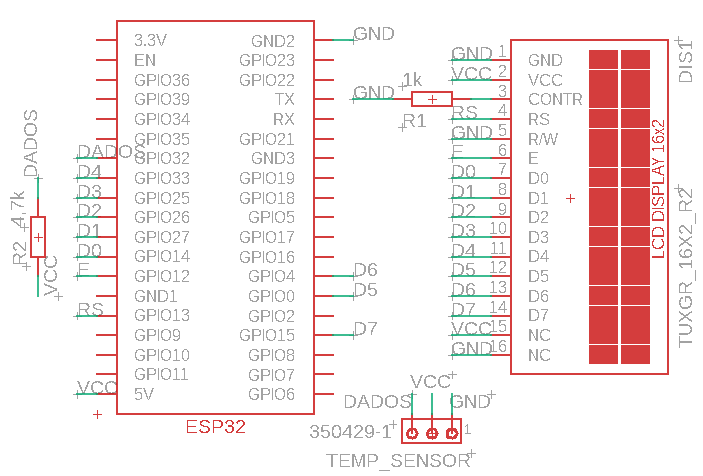 GND
3.3V
EN
GPIO36
GPIO39
GPIO34
GPIO35
GPIO32
GPIO33
GPIO25
GPIO26
GPIO27
GPIO14
GPIO12
GND1
GPIO13
GPIO9
GPIO10
GPIO11
5V
GND2
GPIO23
GPIO22
TX
RX
GPIO21
GND3
GPIO19
GPIO18
GPIO5
GPIO17
GPIO16
GPIO4
GPIO0
GPIO2
GPIO15
GPIO8
GPIO7
GPIO6
ESP32
DADOS
D4
D3
D2
D1
D0
E
RS
VCC
D6
D5
D7
DADOS
4,7k
R2
VCC
GND
1k
R1
GND 1 GND
VCC 2 VCC
3 CONTR
RS 4 RS
GND 5 R/W
E 6 E
D0 7 D0
D1 8 D1
D2 9 D2
D3 10 D3
D4 11 D4
D5 12 D5
D6 13 D6
D7 14 D7
VCC 15 NC
GND 16 NC
LCD DISPLAY 16x2
DIS1
TUXGR_16X2_R2
VCC
DADOS GND
350429-1 1
TEMP_SENSOR